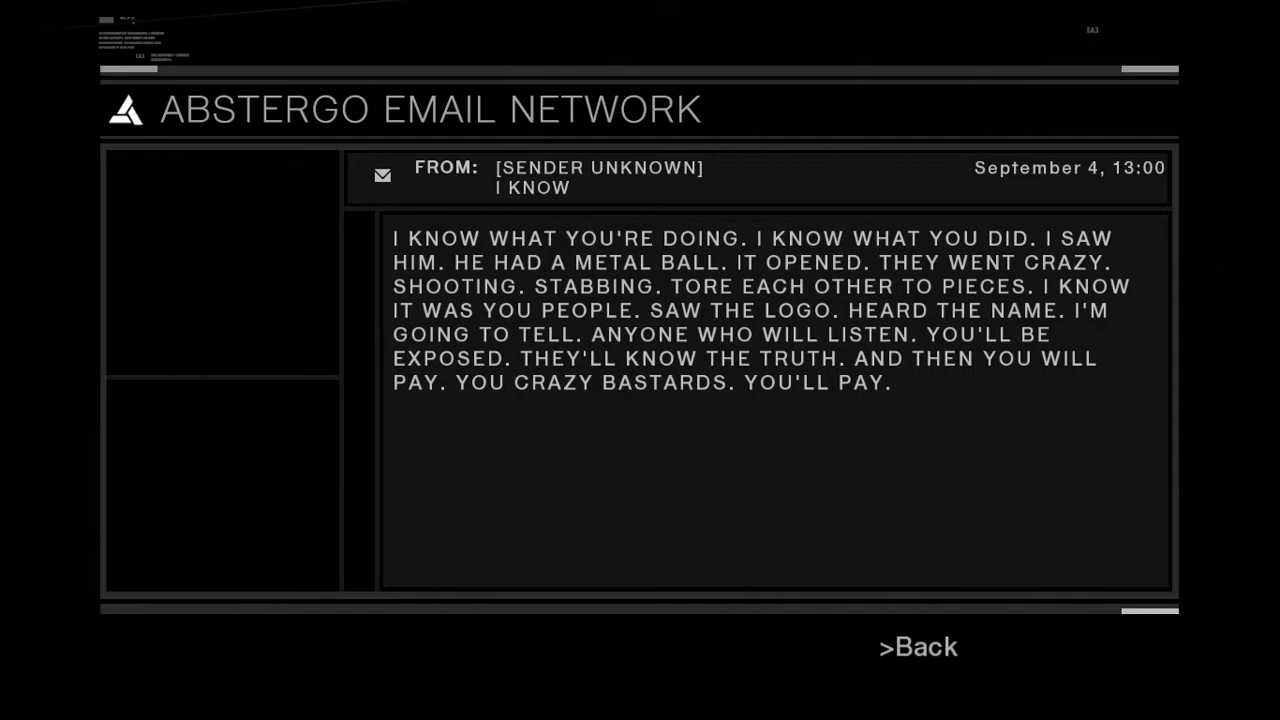 [A]
ABSTERGO EMAIL NETWORK
FROM: [SENDER UNKNOWN] September 4, 13:00
I KNOW
I KNOW WHAT YOU'RE DOING. I KNOW WHAT YOU DID. I SAW
HIM. HE HAD A METAL BALL. IT OPENED. THEY WENT CRAZY.
SHOOTING. STABBING. TORE EACH OTHER TO PIECES. I KNOW
IT WAS YOU PEOPLE. SAW THE LOGO. HEARD THE NAME. I'M
GOING TO TELL. ANYONE WHO WILL LISTEN. YOU'LL BE
EXPOSED. THEY'LL KNOW THE TRUTH. AND THEN YOU WILL
PAY. YOU CRAZY BASTARDS. YOU'LL PAY.
>Back